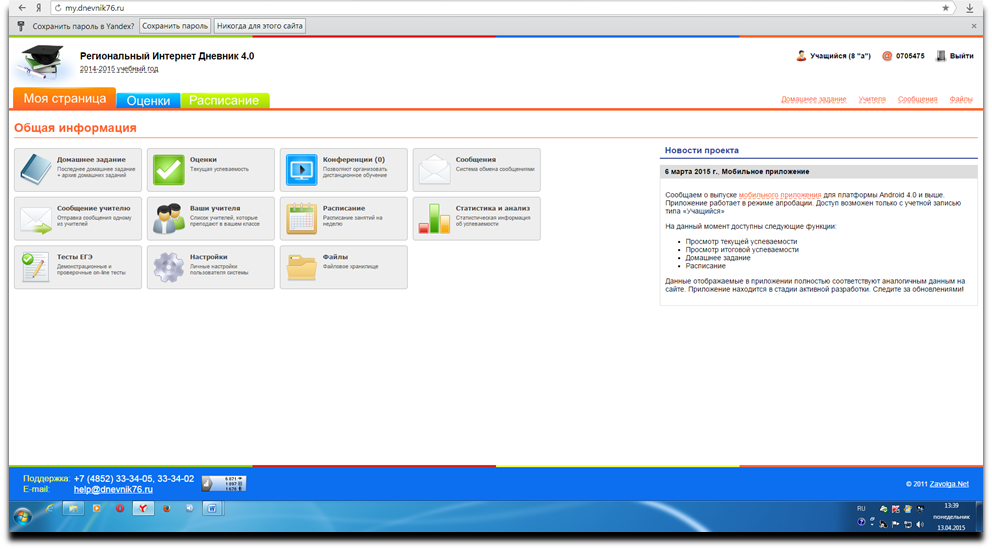 my.dnevnik76.ru
Сохранить пароль в Yandex? Сохранить пароль Никогда для этого сайта
Региональный Интернет Дневник 4.0
2014-2015 учебный год
Учащийся (8 "а") 0705475 Выйти
Моя страница Оценки Расписание
Домашнее задание Учителя Сообщения Файлы
Общая информация
Домашнее задание
Последнее домашнее задание
+ архив домашних заданий
Оценки
Текущая успеваемость
Конференции (0)
Позволяет организовать
дистанционное обучение
Сообщения
Система обмена сообщениями
Сообщение учителю
Отправка сообщения одному
из учителей
Ваши учителя
Список учителей, которые
преподают в вашем классе
Расписание
Расписание занятий на
неделю
Статистика и анализ
Статистическая информация
об успеваемости
Тесты ЕГЭ
Демонстрационные и
проверочные on-line тесты
Настройки
Личные настройки
пользователя системы
Файлы
Файловое хранилище
Новости проекта
6 марта 2015 г., Мобильное приложение
Сообщаем о выпуске мобильного приложения для платформы Android 4.0 и выше.
Приложение работает в режиме апробации. Доступ возможен только с учетной записью
типа «Учащийся»
На данный момент доступны следующие функции:
Просмотр текущей успеваемости
Просмотр итоговой успеваемости
Домашнее задание
Расписание
Данные отображаемые в приложении полностью соответствуют аналогичным данным на
сайте. Приложение находится в стадии активной разработки. Следите за обновлениями!
Поддержка: +7 (4852) 33-34-05, 33-34-02
E-mail: help@dnevnik76.ru
© 2011 Zavolga.Net
RU
13:39
понедельник
13.04.2015